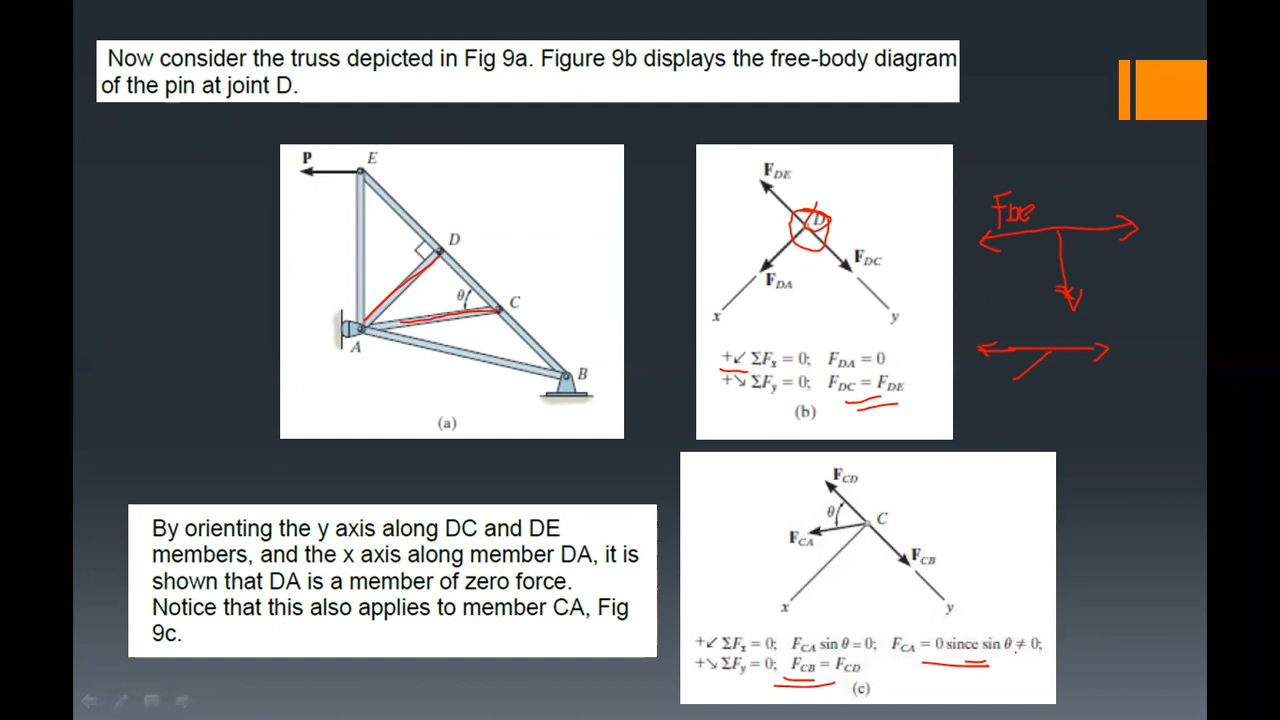 Now consider the truss depicted in Fig 9a. Figure 9b displays the free-body diagram
of the pin at joint D.
P
E
D
θ
C
A
B
(a)
F_DE
D
F_DC
F_DA
x
y
+↙ ΣF_x = 0; F_DA = 0
+↘ ΣF_y = 0; F_DC = F_DE
(b)
By orienting the y axis along DC and DE
members, and the x axis along member DA, it is
shown that DA is a member of zero force.
Notice that this also applies to member CA, Fig
9c.
F_CD
θ
C
F_CA
F_CB
x
y
+↙ ΣF_x = 0; F_CA sin θ = 0; F_CA = 0 since sin θ ≠ 0;
+↘ ΣF_y = 0; F_CB = F_CD
(c)